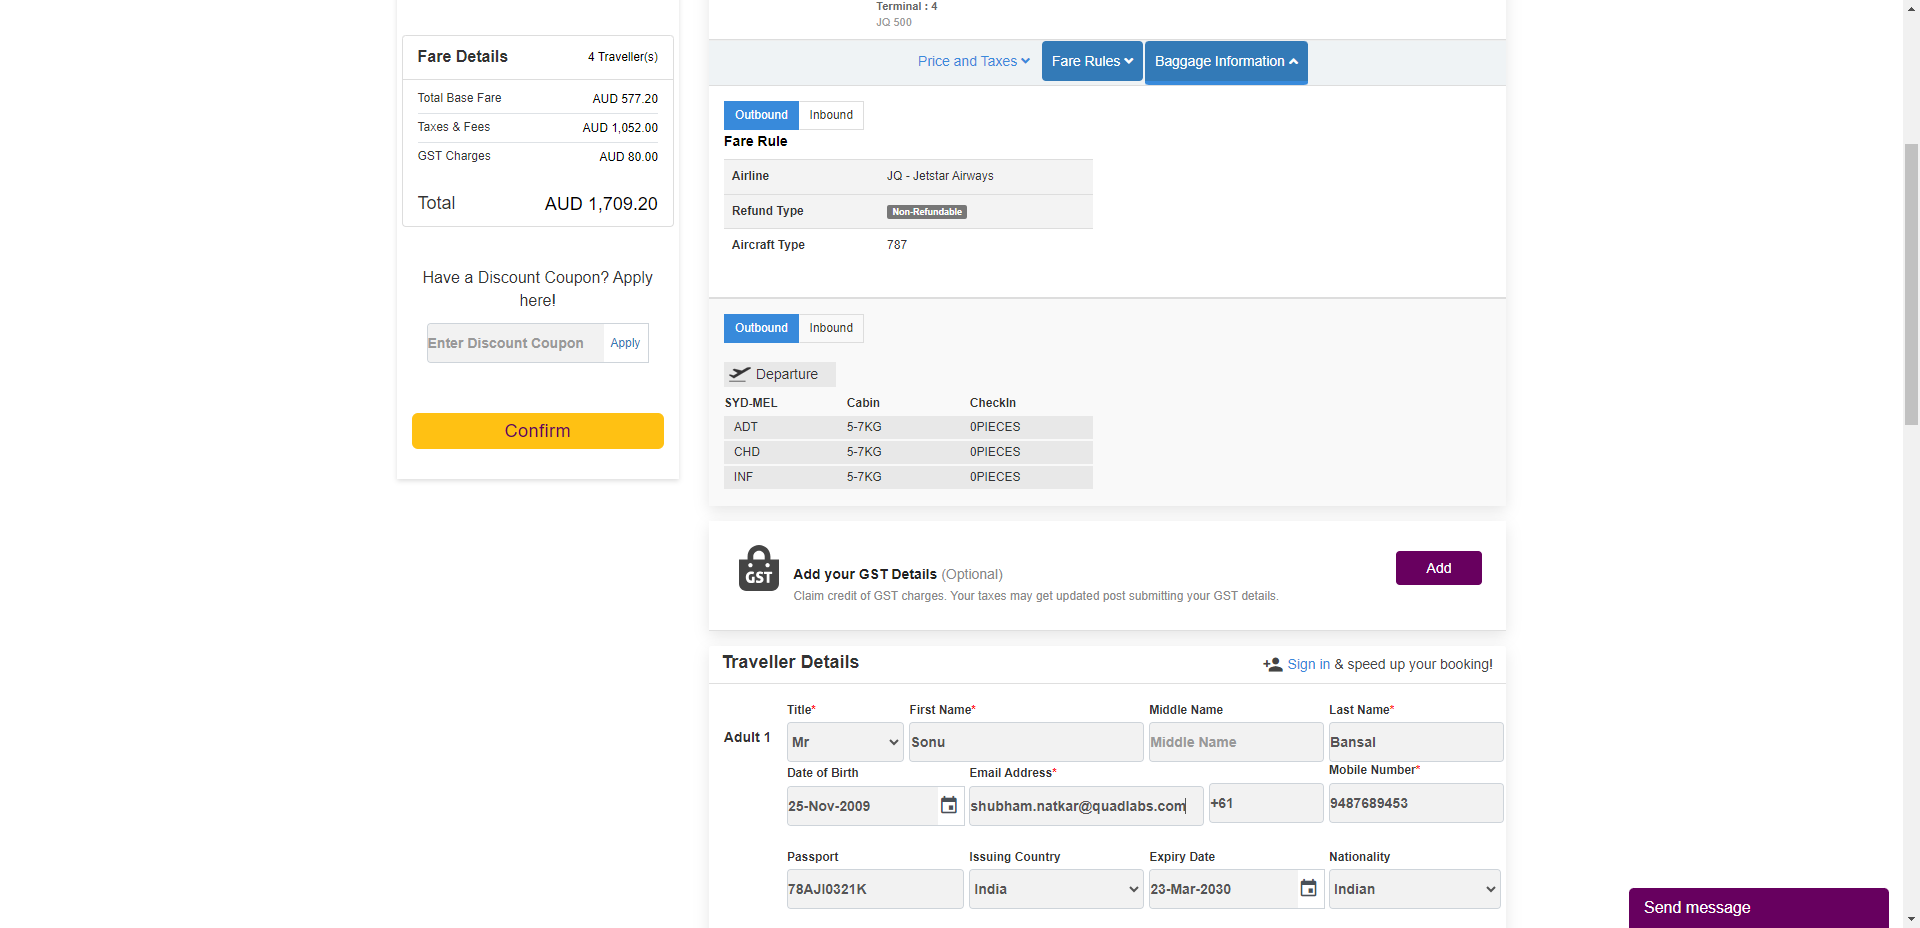 Terminal : 4
JQ 500
Fare Details 4 Traveller(s)
Total Base Fare AUD 577.20
Taxes & Fees AUD 1,052.00
GST Charges AUD 80.00
Total AUD 1,709.20
Have a Discount Coupon? Apply
here!
Enter Discount Coupon Apply
Confirm
Price and Taxes Fare Rules Baggage Information
Outbound Inbound
Fare Rule
Airline JQ - Jetstar Airways
Refund Type Non-Refundable
Aircraft Type 787
Outbound Inbound
Departure
SYD-MEL Cabin CheckIn
ADT 5-7KG 0PIECES
CHD 5-7KG 0PIECES
INF 5-7KG 0PIECES
GST
Add your GST Details (Optional)
Claim credit of GST charges. Your taxes may get updated post submitting your GST details.
Add
Traveller Details Sign in & speed up your booking!
Title* First Name* Middle Name Last Name*
Adult 1 Mr Sonu Middle Name Bansal
Date of Birth Email Address* Mobile Number*
25-Nov-2009 shubham.natkar@quadlabs.com +61 9487689453
Passport Issuing Country Expiry Date Nationality
78AJI0321K India 23-Mar-2030 Indian
Send message